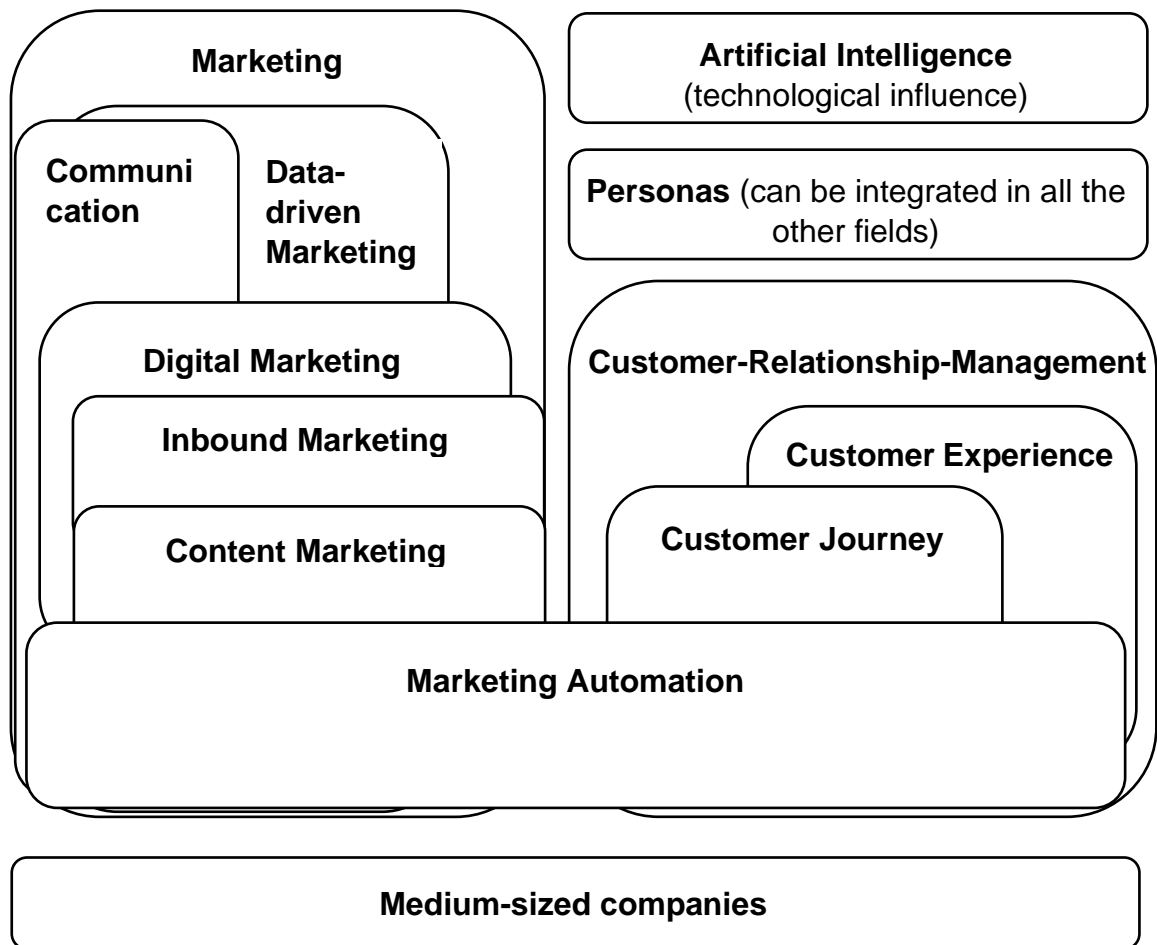 Marketing
Communi
cation
Data-
driven
Marketing
Digital Marketing
Inbound Marketing
Content Marketing
Artificial Intelligence
(technological influence)
Personas (can be integrated in all the
other fields)
Customer-Relationship-Management
Customer Experience
Customer Journey
Marketing Automation
Medium-sized companies